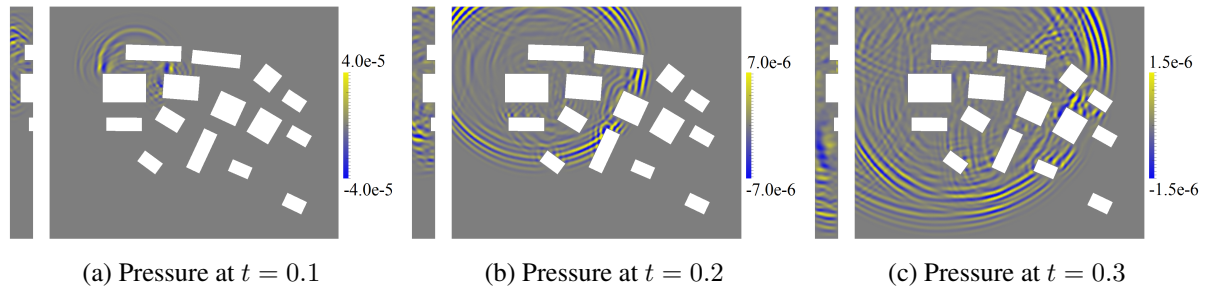 4.0e-5
-4.0e-5
7.0e-6
-7.0e-6
1.5e-6
-1.5e-6
(a) Pressure at t = 0.1
(b) Pressure at t = 0.2
(c) Pressure at t = 0.3